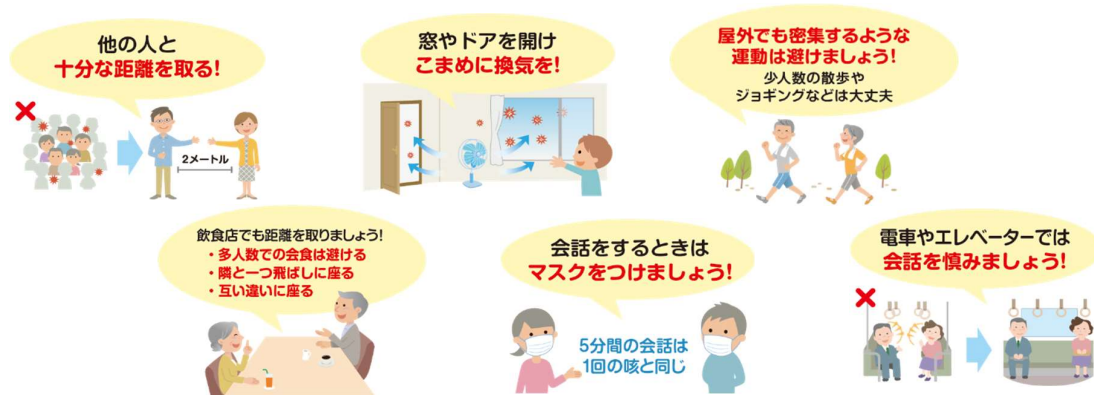 他の人と
十分な距離を取る!
2メートル
窓やドアを開け
こまめに換気を!
屋外でも密集するような
運動は避けましょう!
少人数の散歩や
ジョギングなどは大丈夫
飲食店でも距離を取りましょう!
・多人数での会食は避ける
・隣と一つ飛ばしに座る
・互い違いに座る
会話をするときは
マスクをつけましょう!
5分間の会話は
1回の咳と同じ
電車やエレベーターでは
会話を慎みましょう!